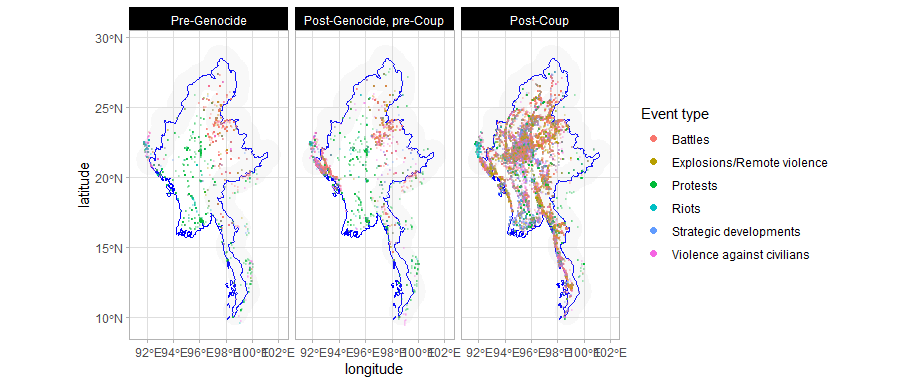 Pre-Genocide
Post-Genocide, pre-Coup
Post-Coup
30°N
25°N
20°N
15°N
10°N
latitude
92°E94°E96°E98°E100°E102°E
92°E94°E96°E98°E100°E102°E
92°E94°E96°E98°E100°E102°E
longitude
Event type
Battles
Explosions/Remote violence
Protests
Riots
Strategic developments
Violence against civilians